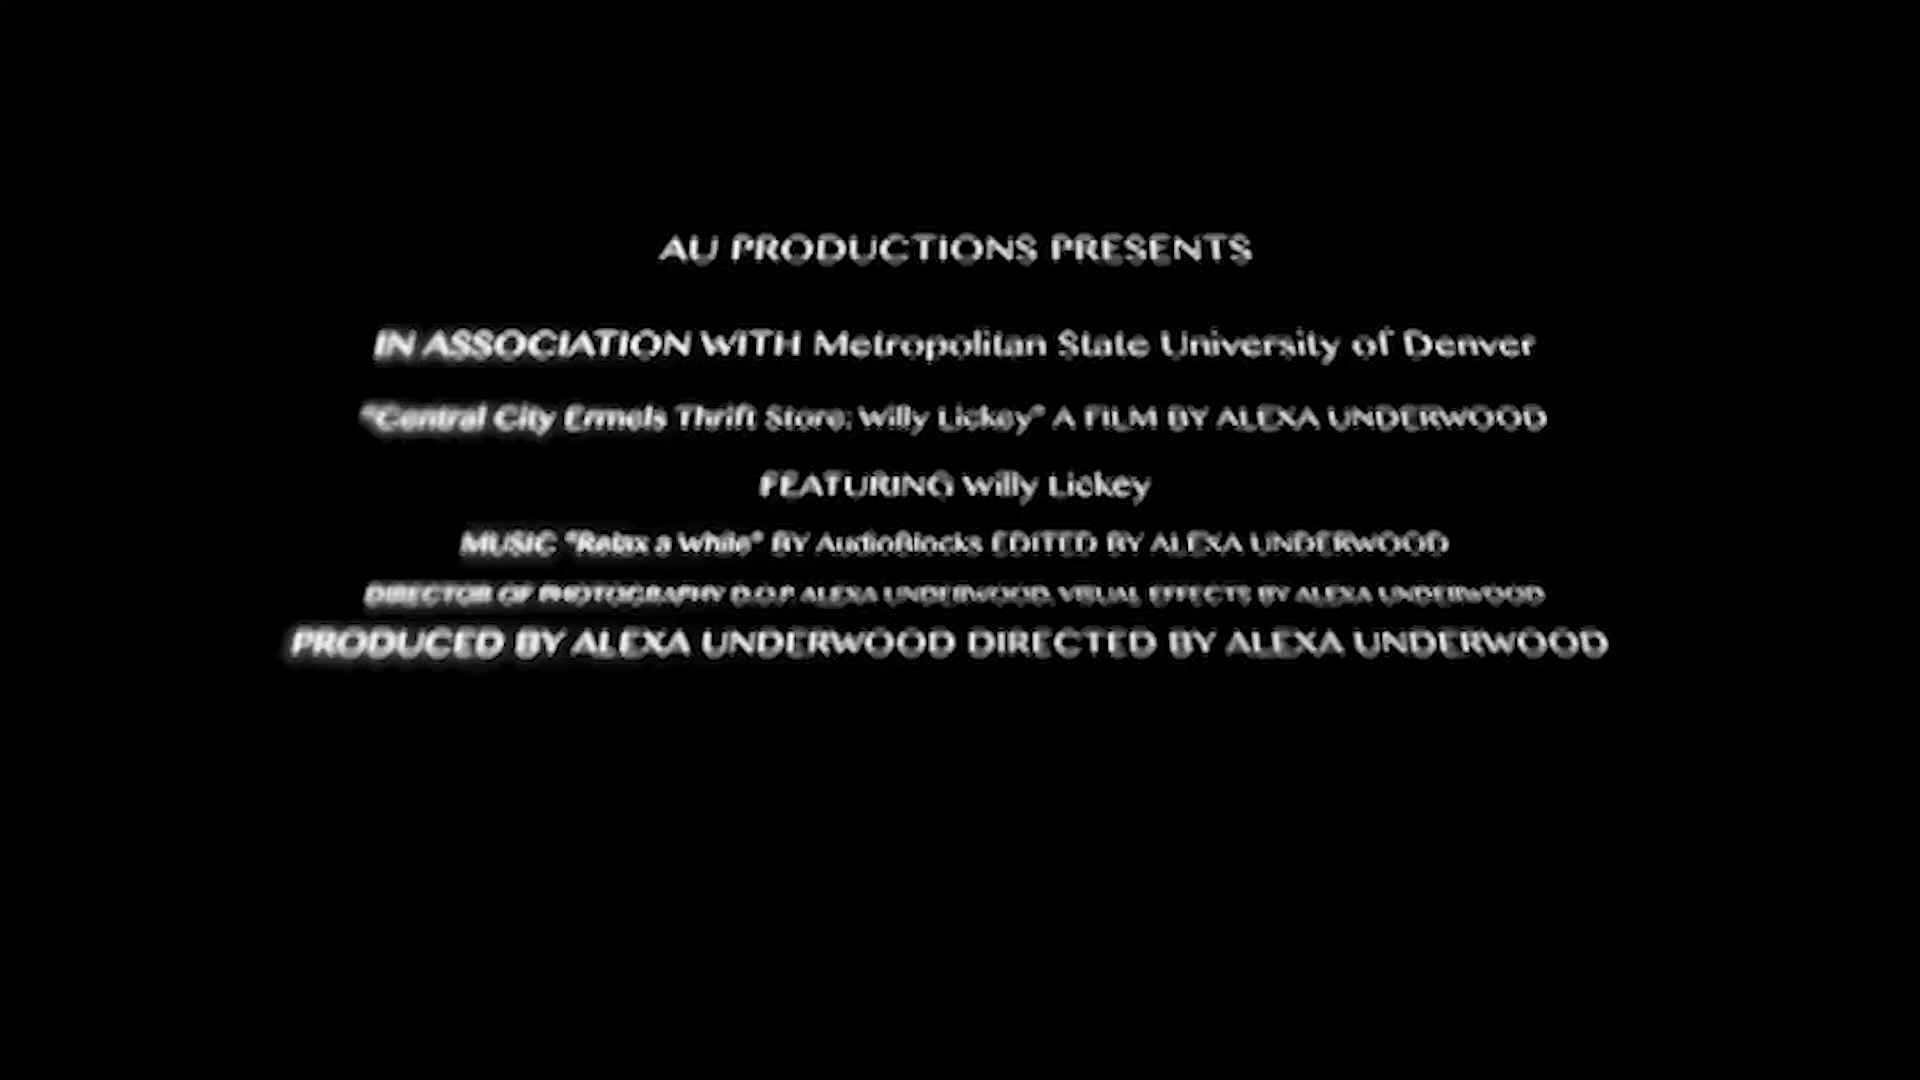 AU PRODUCTIONS PRESENTS
IN ASSOCIATION WITH Metropolitan State University of Denver
"Central City Ermels Thrift Store: Willy Lickey" A FILM BY ALEXA UNDERWOOD
FEATURING Willy Lickey
MUSIC "Relax a While" BY AudioBlocks EDITED BY ALEXA UNDERWOOD
DIRECTOR OF PHOTOGRAPHY D.O.P ALEXA UNDERWOOD, VISUAL EFFECTS BY ALEXA UNDERWOOD
PRODUCED BY ALEXA UNDERWOOD DIRECTED BY ALEXA UNDERWOOD